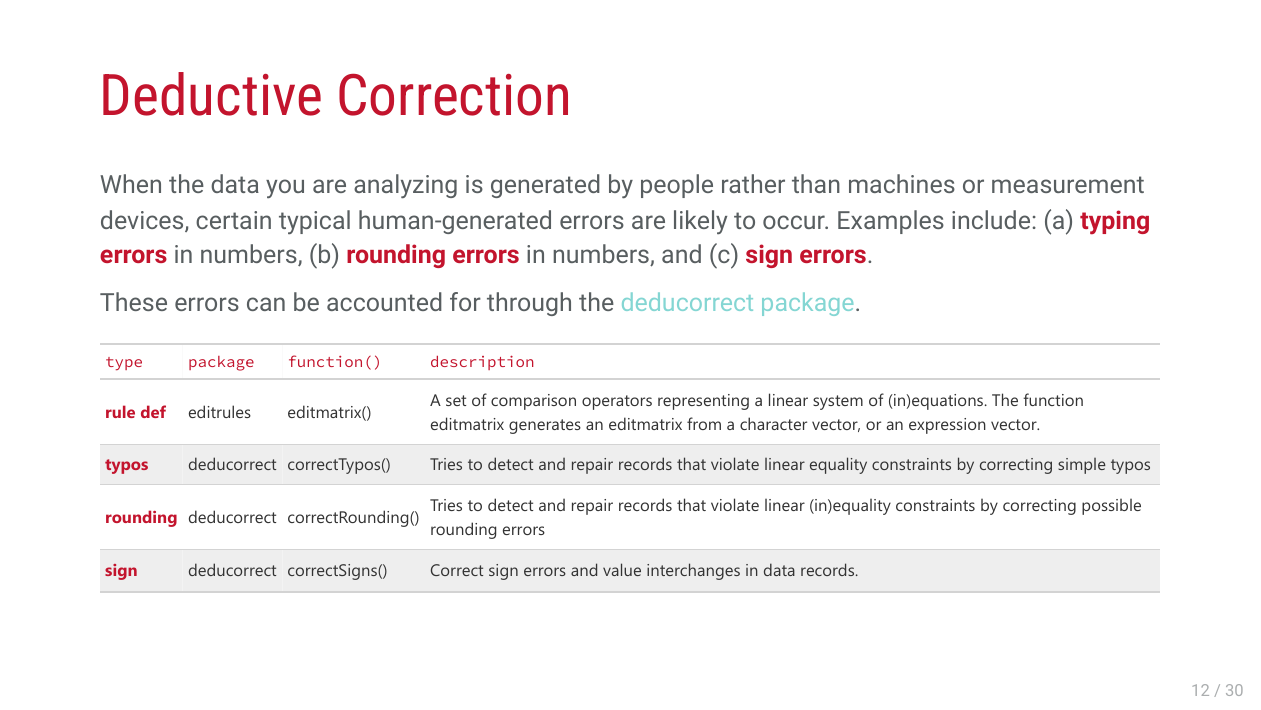 Deductive Correction
When the data you are analyzing is generated by people rather than machines or measurement
devices, certain typical human-generated errors are likely to occur. Examples include: (a) typing
errors in numbers, (b) rounding errors in numbers, and (c) sign errors.
These errors can be accounted for through the deducorrect package.
type package function() description
rule def editrules editmatrix() A set of comparison operators representing a linear system of (in)equations. The function
editmatrix generates an editmatrix from a character vector, or an expression vector.
typos deducorrect correctTypos() Tries to detect and repair records that violate linear equality constraints by correcting simple typos
rounding deducorrect correctRounding() Tries to detect and repair records that violate linear (in)equality constraints by correcting possible
rounding errors
sign deducorrect correctSigns() Correct sign errors and value interchanges in data records.
12 / 30